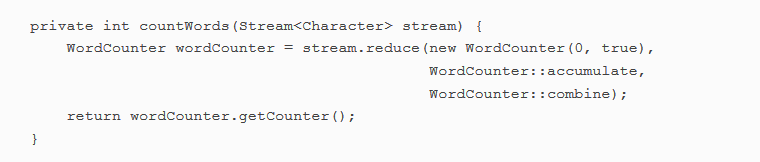 private int countWords(Stream<Character> stream) {
    WordCounter wordCounter = stream.reduce(new WordCounter(0, true),
                                            WordCounter::accumulate,
                                            WordCounter::combine);
    return wordCounter.getCounter();
}